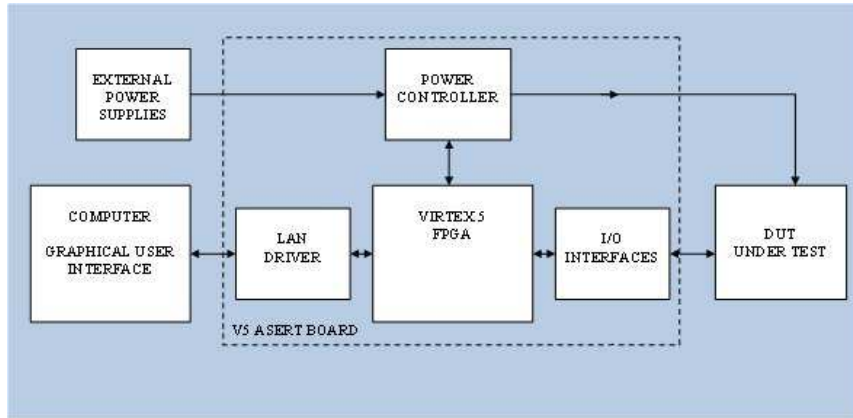 EXTERNAL
POWER
SUPPLIES
POWER
CONTROLLER
COMPUTER
GRAPHICAL USER
INTERFACE
LAN
DRIVER
VIRTEX 5
FPGA
I/O
INTERFACES
DUT
UNDER TEST
V5 ASERT BOARD